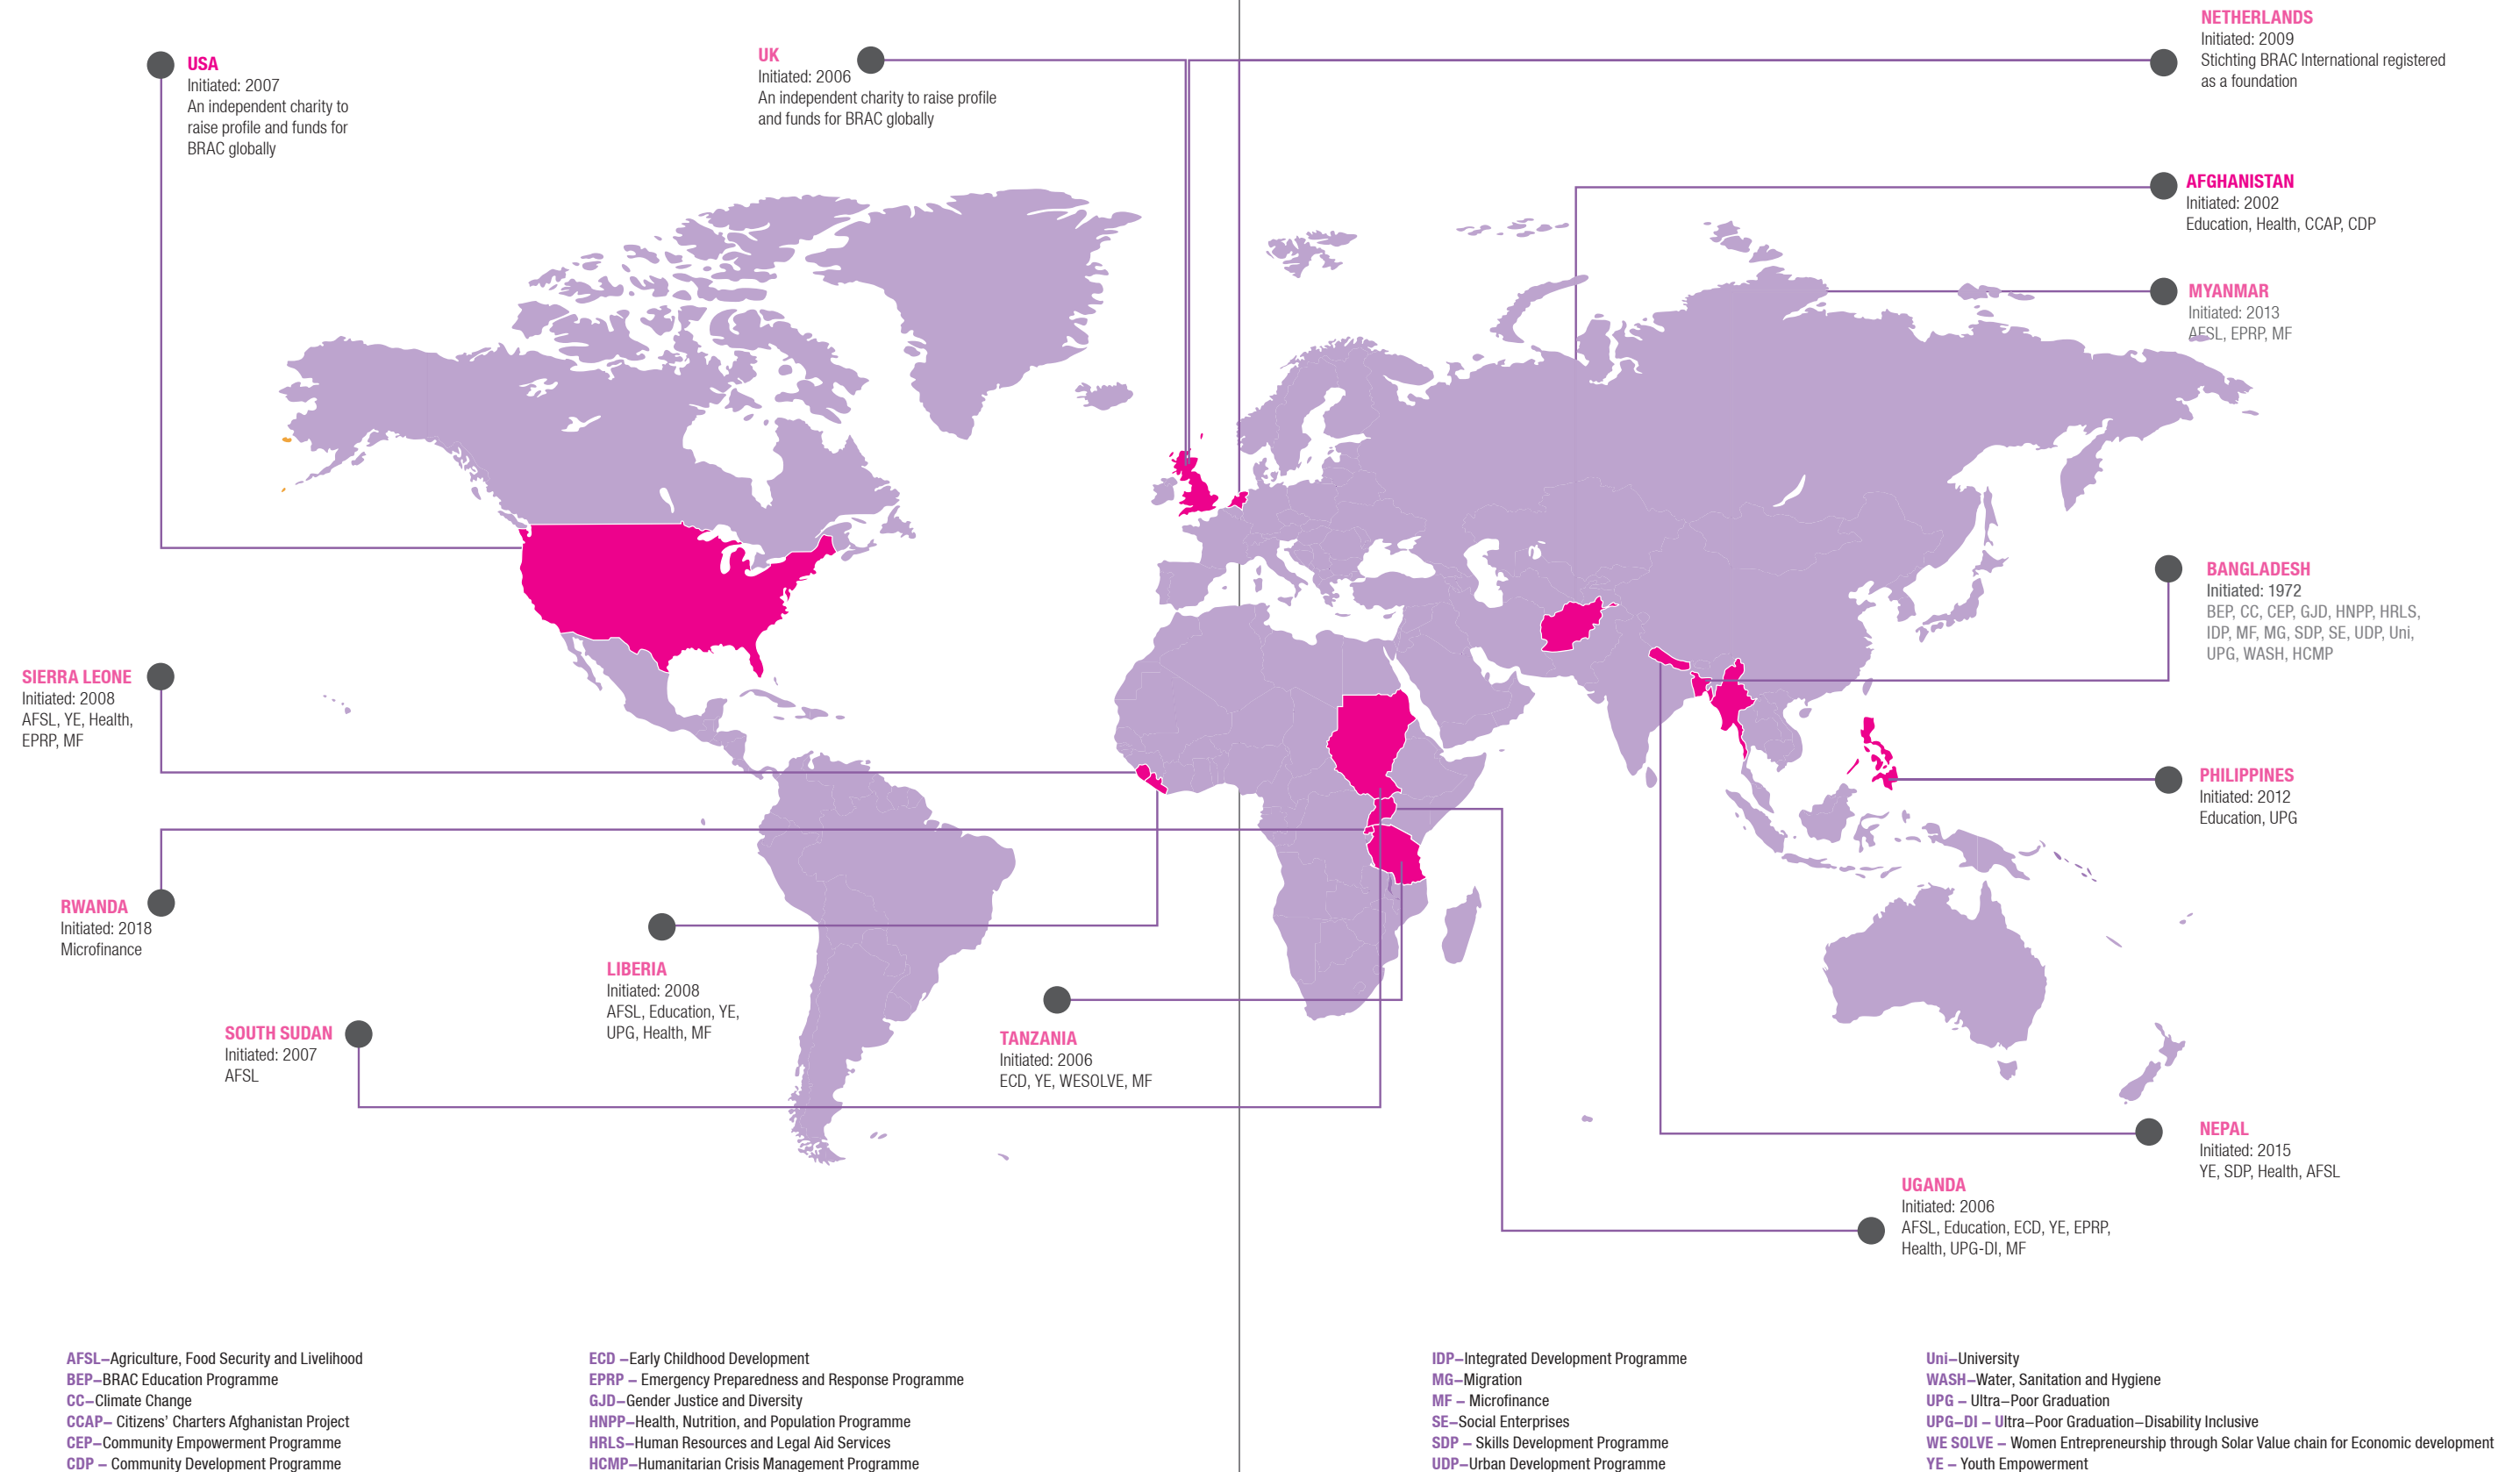 USA
Initiated: 2007
An independent charity to
raise profile and funds for
BRAC globally
UK
Initiated: 2006
An independent charity to raise profile
and funds for BRAC globally
NETHERLANDS
Initiated: 2009
Stichting BRAC International registered
as a foundation
AFGHANISTAN
Initiated: 2002
Education, Health, CCAP, CDP
MYANMAR
Initiated: 2013
AFSL, EPRP, MF
BANGLADESH
Initiated: 1972
BEP, CC, CEP, GJD, HNPP, HRLS,
IDP, MF, MG, SDP, SE, UDP, Uni,
UPG, WASH, HCMP
SIERRA LEONE
Initiated: 2008
AFSL, YE, Health,
EPRP, MF
PHILIPPINES
Initiated: 2012
Education, UPG
RWANDA
Initiated: 2018
Microfinance
LIBERIA
Initiated: 2008
AFSL, Education, YE,
UPG, Health, MF
SOUTH SUDAN
Initiated: 2007
AFSL
TANZANIA
Initiated: 2006
ECD, YE, WESOLVE, MF
NEPAL
Initiated: 2015
YE, SDP, Health, AFSL
UGANDA
Initiated: 2006
AFSL, Education, ECD, YE, EPRP,
Health, UPG-DI, MF
AFSL–Agriculture, Food Security and Livelihood
BEP–BRAC Education Programme
CC–Climate Change
CCAP– Citizens' Charters Afghanistan Project
CEP–Community Empowerment Programme
CDP – Community Development Programme
ECD –Early Childhood Development
EPRP – Emergency Preparedness and Response Programme
GJD–Gender Justice and Diversity
HNPP–Health, Nutrition, and Population Programme
HRLS–Human Resources and Legal Aid Services
HCMP–Humanitarian Crisis Management Programme
IDP–Integrated Development Programme
MG–Migration
MF – Microfinance
SE–Social Enterprises
SDP – Skills Development Programme
UDP–Urban Development Programme
Uni–University
WASH–Water, Sanitation and Hygiene
UPG – Ultra–Poor Graduation
UPG–DI – Ultra–Poor Graduation–Disability Inclusive
WE SOLVE – Women Entrepreneurship through Solar Value chain for Economic development
YE – Youth Empowerment